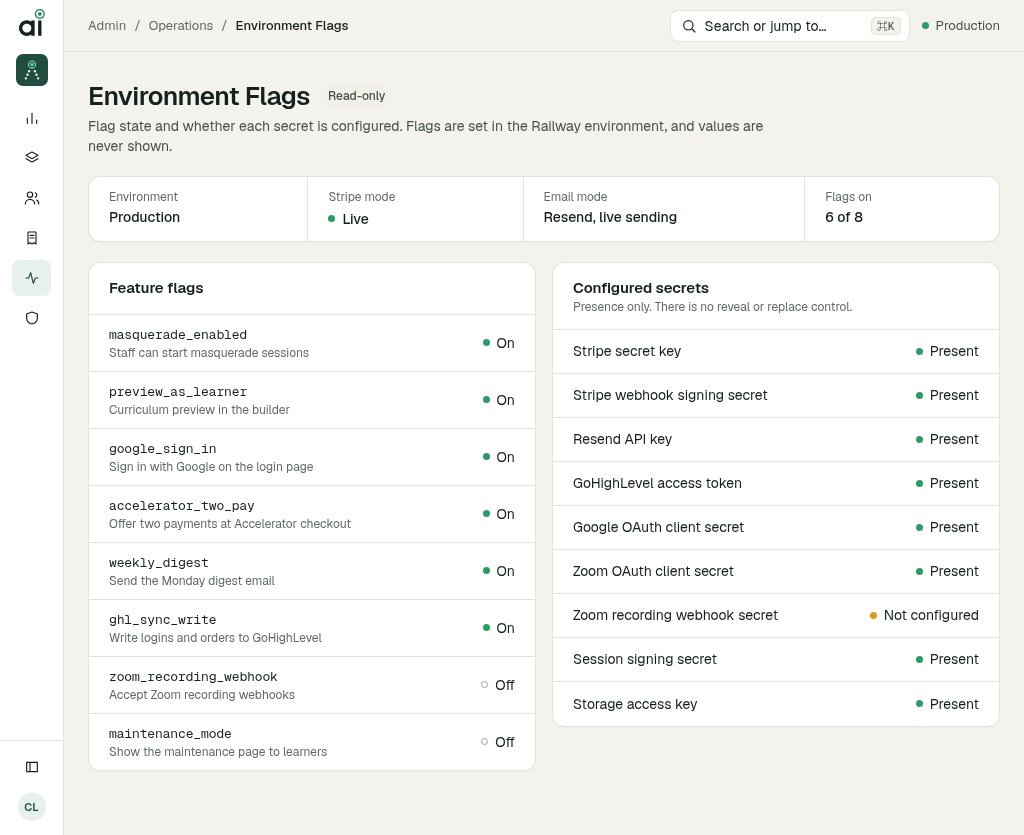 ai
Admin / Operations / Environment Flags
Search or jump to…
⌘K
Production
Environment Flags
Read-only
Flag state and whether each secret is configured. Flags are set in the Railway environment, and values are
never shown.
Environment
Production
Stripe mode
Live
Email mode
Resend, live sending
Flags on
6 of 8
Feature flags
masquerade_enabled
Staff can start masquerade sessions
On
preview_as_learner
Curriculum preview in the builder
On
google_sign_in
Sign in with Google on the login page
On
accelerator_two_pay
Offer two payments at Accelerator checkout
On
weekly_digest
Send the Monday digest email
On
ghl_sync_write
Write logins and orders to GoHighLevel
On
zoom_recording_webhook
Accept Zoom recording webhooks
Off
maintenance_mode
Show the maintenance page to learners
Off
Configured secrets
Presence only. There is no reveal or replace control.
Stripe secret key Present
Stripe webhook signing secret Present
Resend API key Present
GoHighLevel access token Present
Google OAuth client secret Present
Zoom OAuth client secret Present
Zoom recording webhook secret Not configured
Session signing secret Present
Storage access key Present
CL